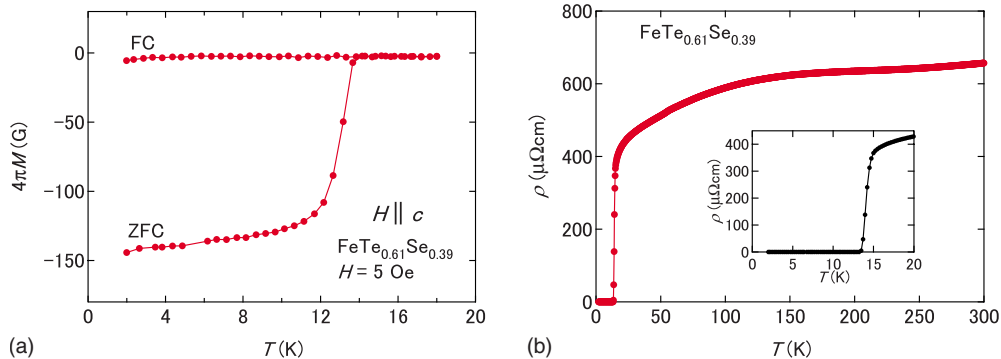 FC
ZFC
H || c
FeTe0.61Se0.39
H = 5 Oe
4πM (G)
0
−50
−100
−150
0 4 8 12 16 20
T (K)
(a)
FeTe0.61Se0.39
ρ (μΩcm)
800
600
400
200
0
0 50 100 150 200 250 300
T (K)
ρ (μΩcm)
400
300
200
100
0
0 5 10 15 20
T (K)
(b)